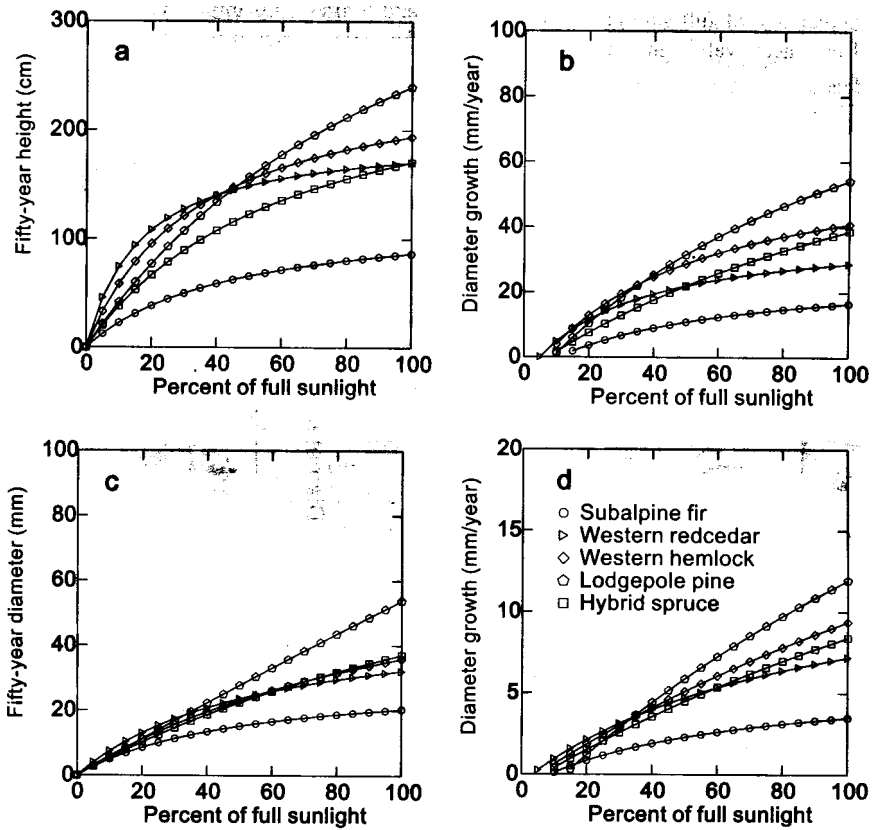 a
300
200
100
0
Fifty-year height (cm)
0 20 40 60 80 100
Percent of full sunlight
b
100
80
60
40
20
0
Diameter growth (mm/year)
0 20 40 60 80 100
Percent of full sunlight
c
100
80
60
40
20
0
Fifty-year diameter (mm)
0 20 40 60 80 100
Percent of full sunlight
d
20
15
10
5
0
Diameter growth (mm/year)
Subalpine fir
Western redcedar
Western hemlock
Lodgepole pine
Hybrid spruce
0 20 40 60 80 100
Percent of full sunlight